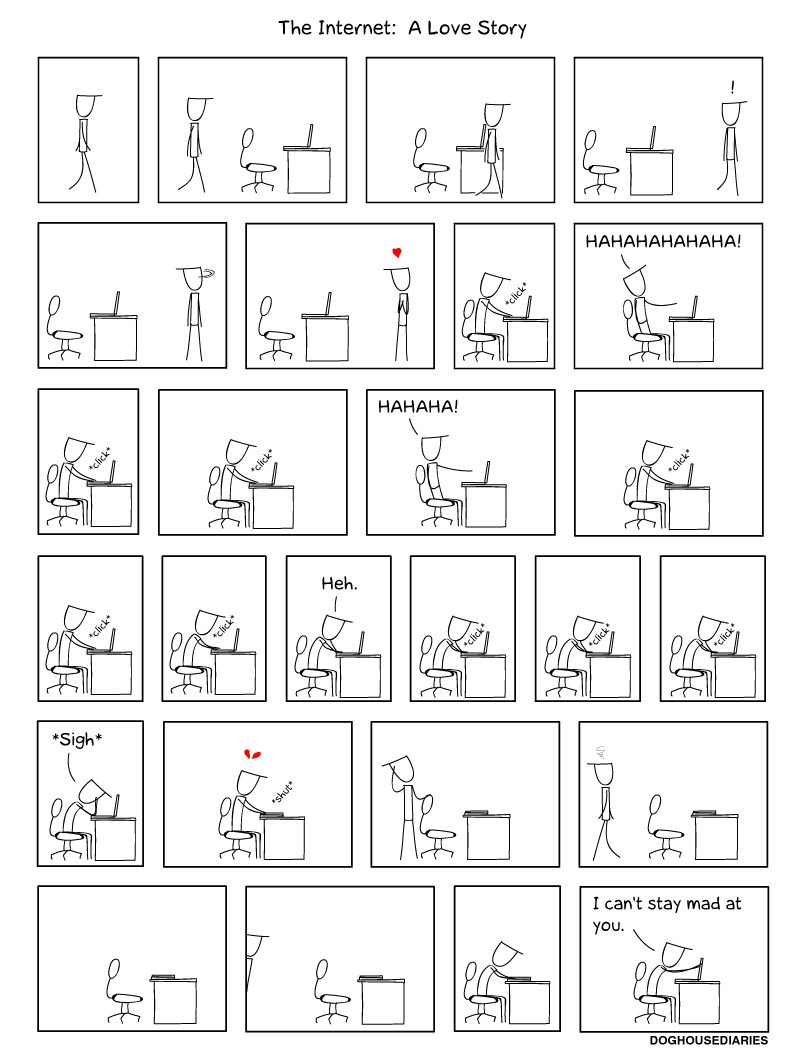 The Internet: A Love Story
!
*click*
HAHAHAHAHAHA!
*click*
*click*
HAHAHA!
*click*
*click*
*click*
Heh.
*click*
*click*
*click*
*Sigh*
*shut*
I can't stay mad at
you.
DOGHOUSEDIARIES